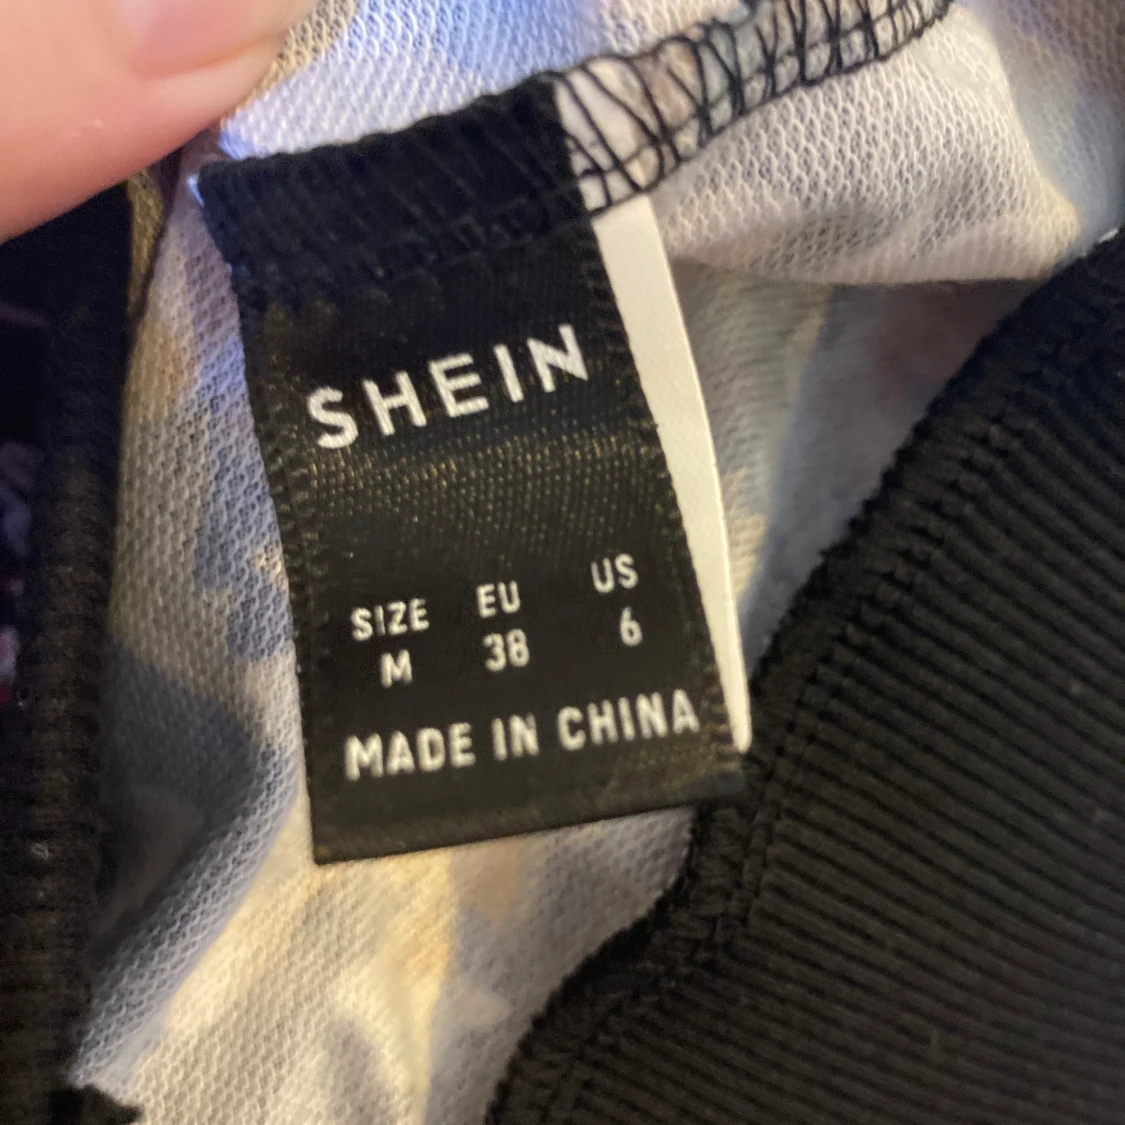 SHEIN
SIZE EU US
M 38 6
MADE IN CHINA